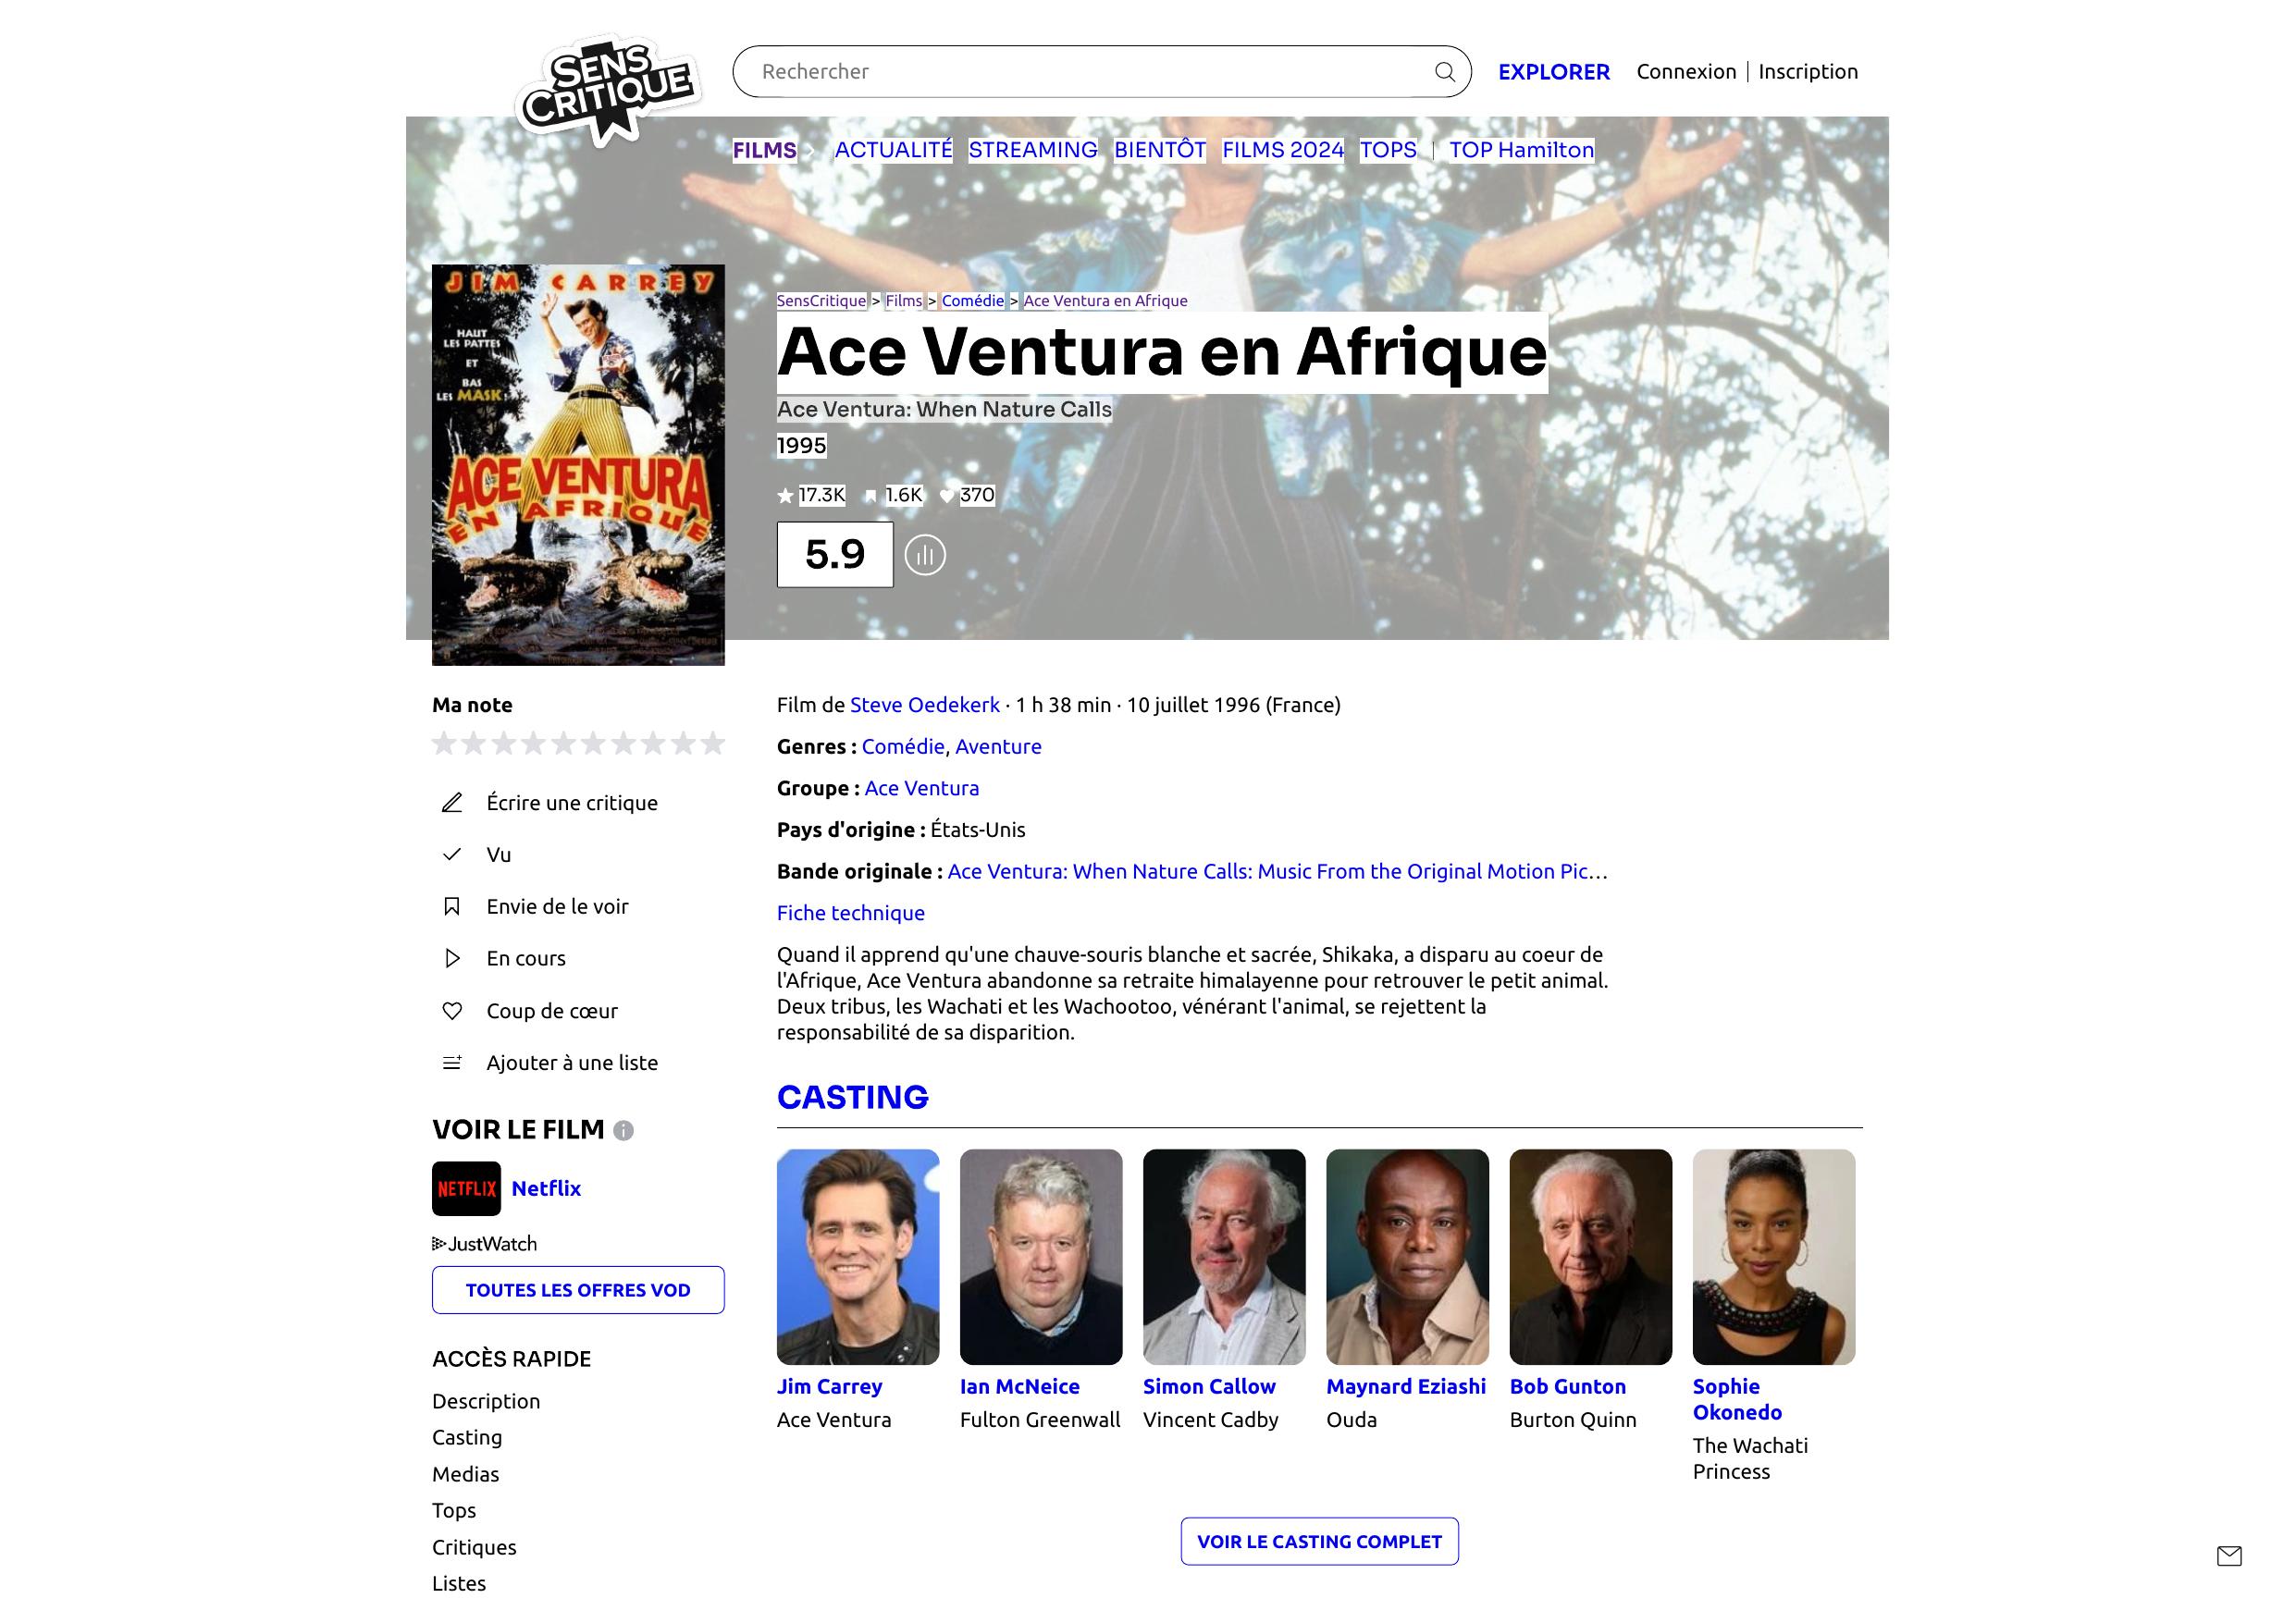 SENS
CRITIQUE
Rechercher
EXPLORER
Connexion | Inscription
FILMS ACTUALITÉ STREAMING BIENTÔT FILMS 2024 TOPS | TOP Hamilton
JIM CARREY
HAUT
LES PATTES
ET
BAS
LES MASK!
ACE VENTURA
EN AFRIQUE
SensCritique > Films > Comédie > Ace Ventura en Afrique
Ace Ventura en Afrique
Ace Ventura: When Nature Calls
1995
17.3K 1.6K 370
5.9
Ma note
Écrire une critique
Vu
Envie de le voir
En cours
Coup de cœur
Ajouter à une liste
VOIR LE FILM
NETFLIX Netflix
JustWatch
TOUTES LES OFFRES VOD
ACCÈS RAPIDE
Description
Casting
Medias
Tops
Critiques
Listes
Film de Steve Oedekerk · 1 h 38 min · 10 juillet 1996 (France)
Genres : Comédie, Aventure
Groupe : Ace Ventura
Pays d'origine : États-Unis
Bande originale : Ace Ventura: When Nature Calls: Music From the Original Motion Pic...
Fiche technique
Quand il apprend qu'une chauve-souris blanche et sacrée, Shikaka, a disparu au coeur de
l'Afrique, Ace Ventura abandonne sa retraite himalayenne pour retrouver le petit animal.
Deux tribus, les Wachati et les Wachootoo, vénérant l'animal, se rejettent la
responsabilité de sa disparition.
CASTING
Jim Carrey
Ace Ventura
Ian McNeice
Fulton Greenwall
Simon Callow
Vincent Cadby
Maynard Eziashi
Ouda
Bob Gunton
Burton Quinn
Sophie
Okonedo
The Wachati
Princess
VOIR LE CASTING COMPLET